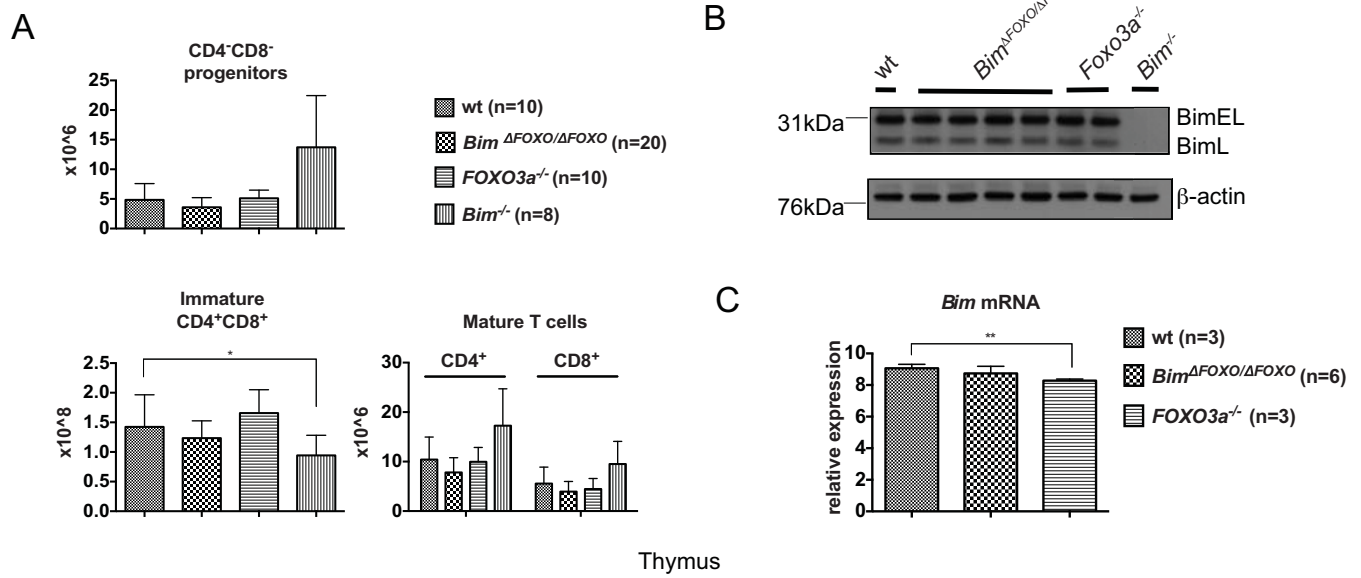 A
CD4⁻CD8⁻
progenitors
25
20
15
10
5
0
x10^6
wt (n=10)
Bim ΔFOXO/ΔFOXO (n=20)
FOXO3a⁻/⁻ (n=10)
Bim⁻/⁻ (n=8)
Immature
CD4⁺CD8⁺
*
2.5
2.0
1.5
1.0
0.5
0.0
x10^8
Mature T cells
CD4⁺ CD8⁺
30
20
10
0
x10^6
B
wt
Foxo3a⁻/⁻
Bim⁻/⁻
31kDa
BimEL
BimL
76kDa
β-actin
C
Bim mRNA
**
10
8
6
4
2
0
relative expression
wt (n=3)
BimΔFOXO/ΔFOXO (n=6)
FOXO3a⁻/⁻ (n=3)
Thymus